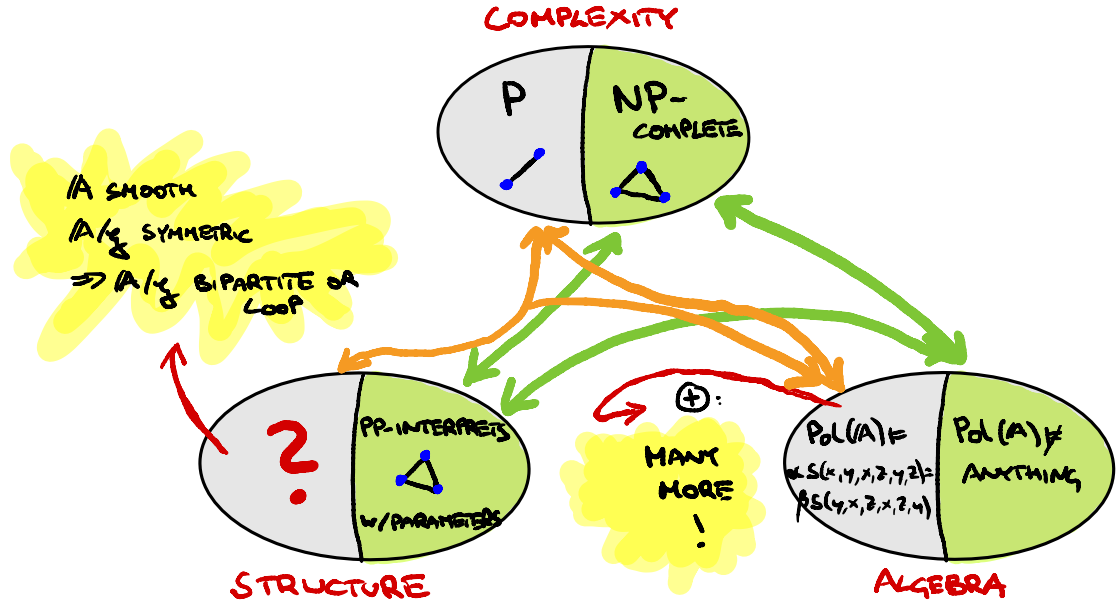 COMPLEXITY
P
NP-
COMPLETE
𝔸 SMOOTH
𝔸/ SYMMETRIC
⇒ 𝔸/ BIPARTITE OR
LOOP
?
PP-INTERPRETS
W/PARAMETERS
STRUCTURE
⊕:
MANY
MORE
!
Pol(𝔸) ⊨
αS(x,y,x,z,y,z)=
βS(y,x,z,x,z,y)
Pol(𝔸) ⊭
ANYTHING
ALGEBRA